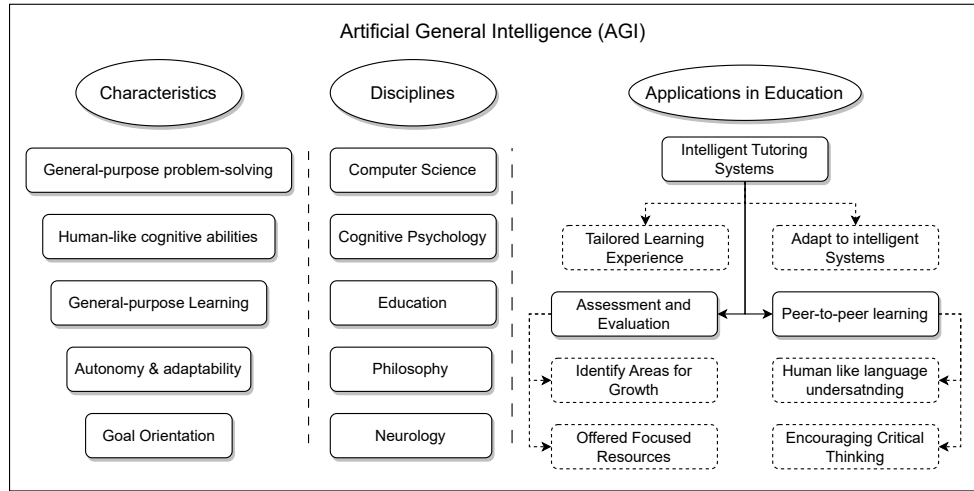 Artificial General Intelligence (AGI)
Characteristics
General-purpose problem-solving
Human-like cognitive abilities
General-purpose Learning
Autonomy & adaptability
Goal Orientation
Disciplines
Computer Science
Cognitive Psychology
Education
Philosophy
Neurology
Applications in Education
Intelligent Tutoring
Systems
Tailored Learning
Experience
Adapt to intelligent
Systems
Assessment and
Evaluation
Peer-to-peer learning
Identify Areas for
Growth
Human like language
undersatnding
Offered Focused
Resources
Encouraging Critical
Thinking